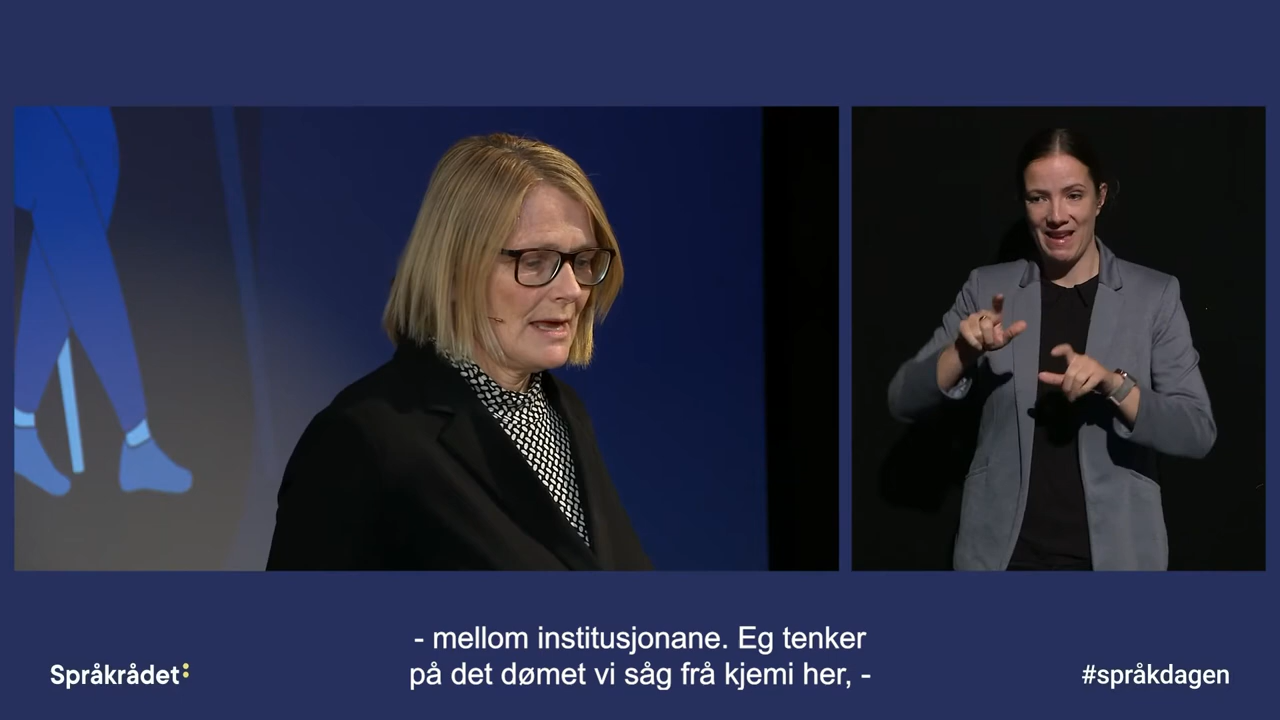 - mellom institusjonane. Eg tenker
på det dømet vi såg frå kjemi her, -
Språkrådet:
#språkdagen